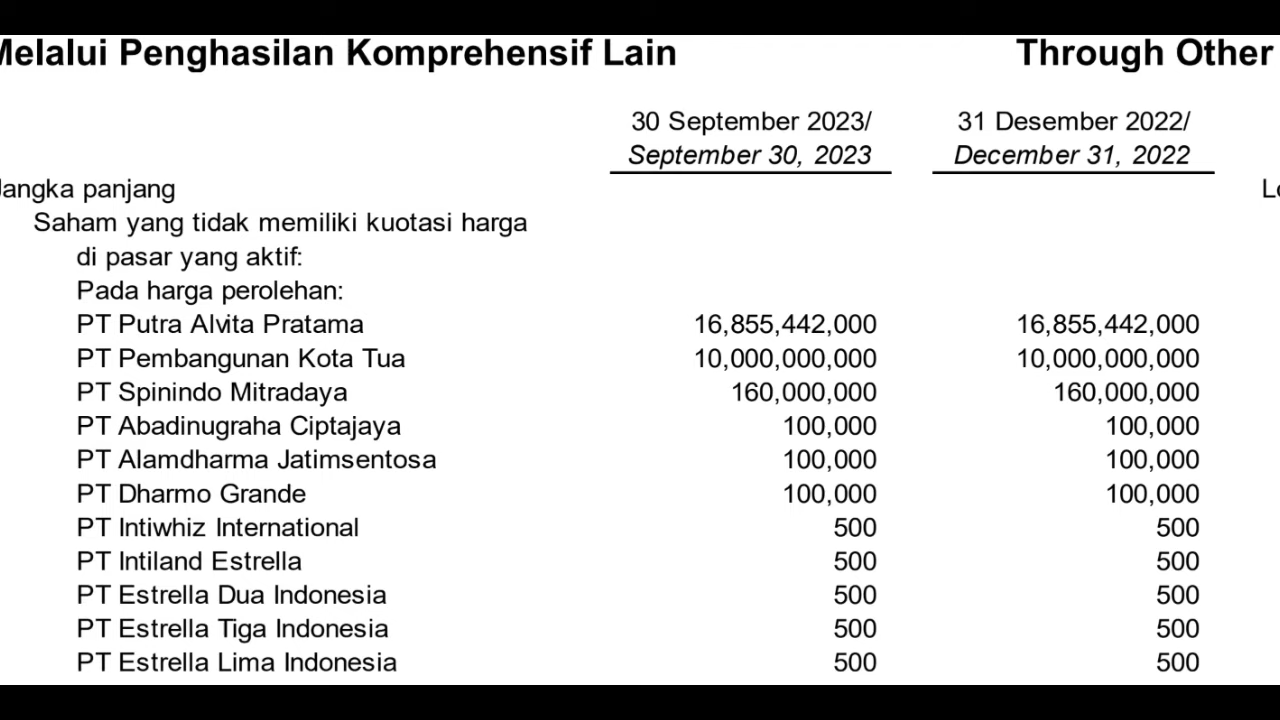 Melalui Penghasilan Komprehensif Lain Through Other
30 September 2023/ 31 Desember 2022/
September 30, 2023 December 31, 2022
Jangka panjang
Saham yang tidak memiliki kuotasi harga
di pasar yang aktif:
Pada harga perolehan:
PT Putra Alvita Pratama 16,855,442,000 16,855,442,000
PT Pembangunan Kota Tua 10,000,000,000 10,000,000,000
PT Spinindo Mitradaya 160,000,000 160,000,000
PT Abadinugraha Ciptajaya 100,000 100,000
PT Alamdharma Jatimsentosa 100,000 100,000
PT Dharmo Grande 100,000 100,000
PT Intiwhiz International 500 500
PT Intiland Estrella 500 500
PT Estrella Dua Indonesia 500 500
PT Estrella Tiga Indonesia 500 500
PT Estrella Lima Indonesia 500 500